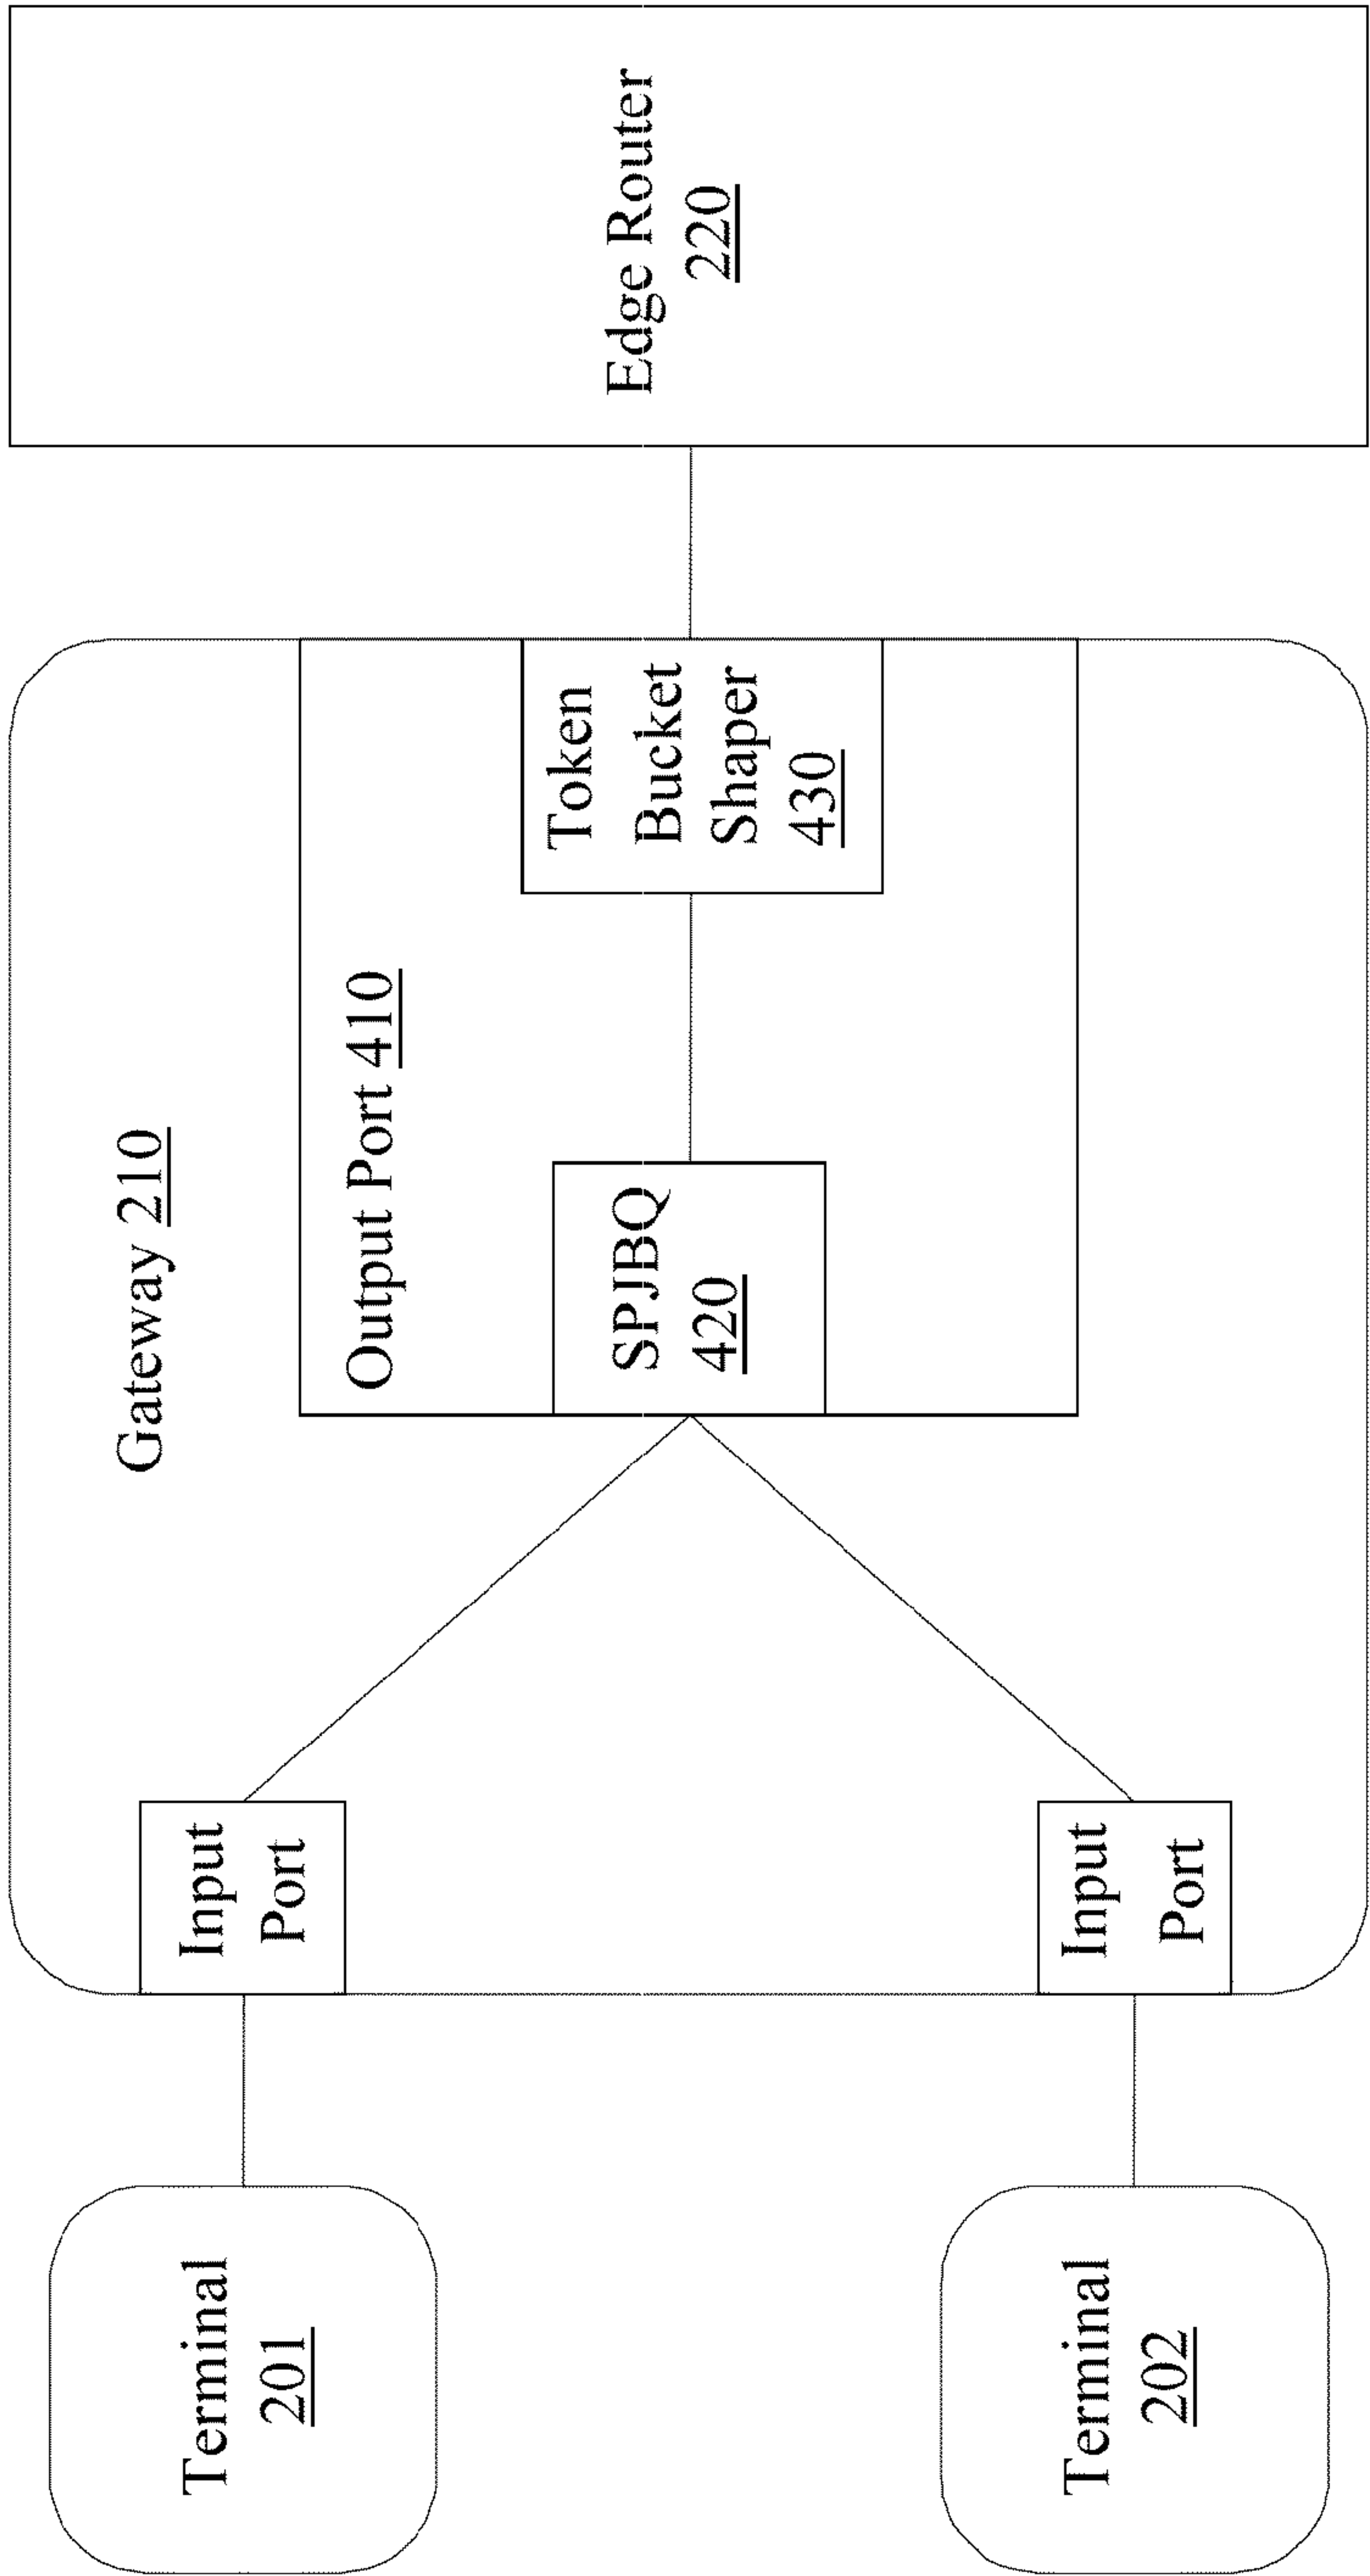 Gateway 210
Terminal
201
Input
Port
Output Port 410
SPJBQ
420
Token
Bucket
Shaper
430
Edge Router
220
Terminal
202
Input
Port